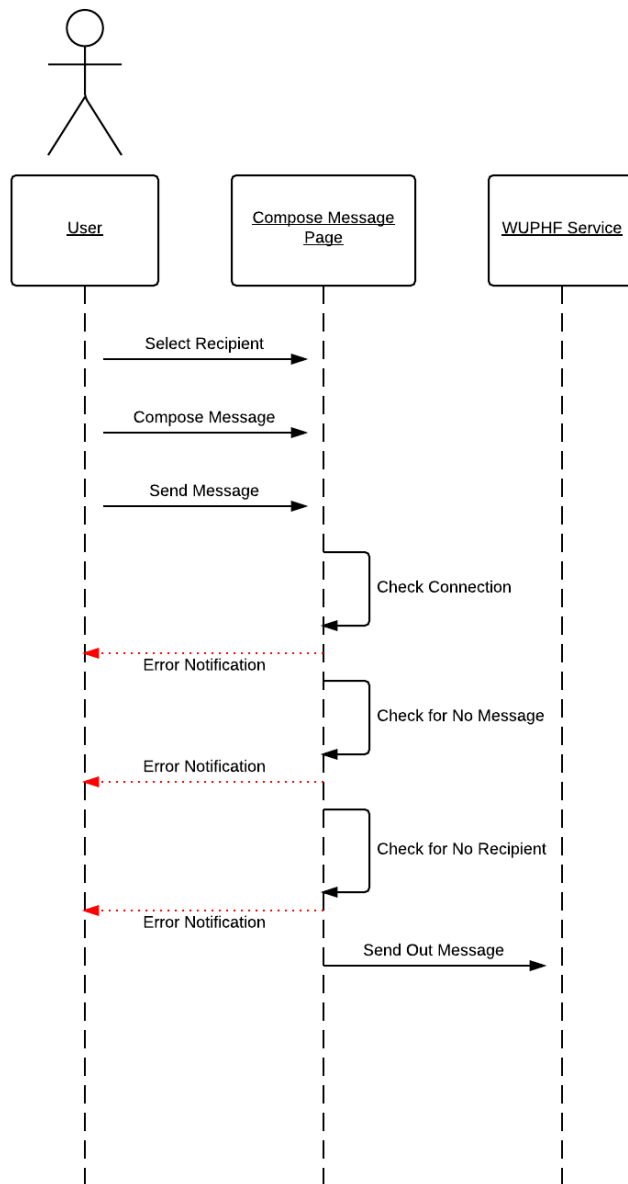 User
Compose Message
Page
WUPHF Service
Select Recipient
Compose Message
Send Message
Check Connection
Error Notification
Check for No Message
Error Notification
Check for No Recipient
Error Notification
Send Out Message